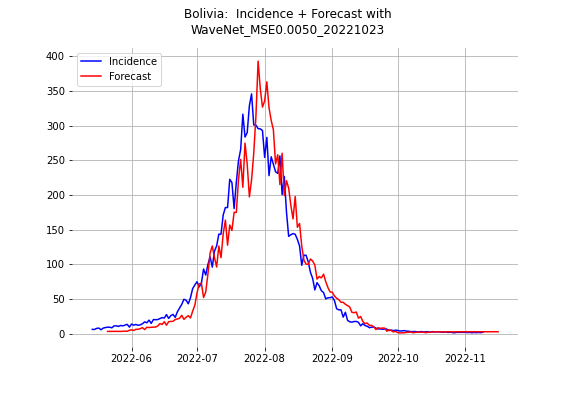 Bolivia:  Incidence + Forecast with
WaveNet_MSE0.0050_20221023
Incidence
Forecast
400
350
300
250
200
150
100
50
0
2022-06 2022-07 2022-08 2022-09 2022-10 2022-11